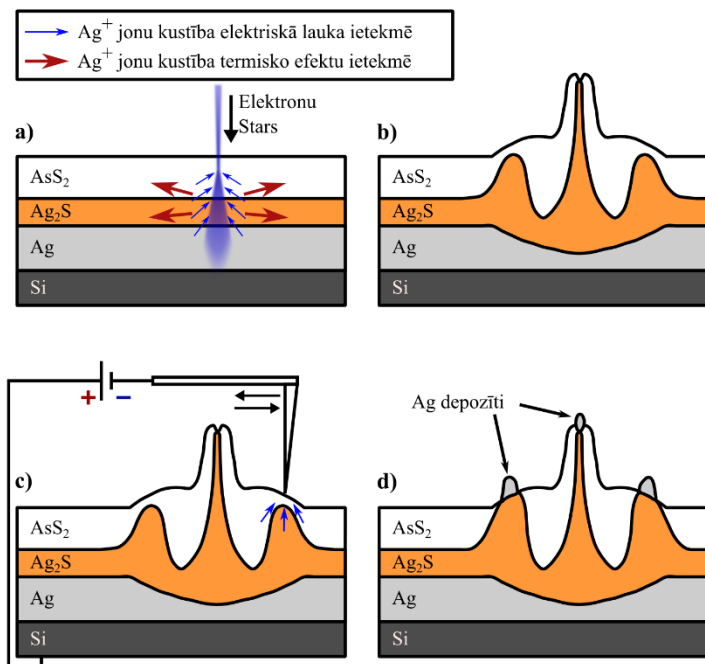 Ag⁺ jonu kustība elektriskā lauka ietekmē
Ag⁺ jonu kustība termisko efektu ietekmē
a)
Elektronu
Stars
AsS₂
Ag₂S
Ag
Si
b)
AsS₂
Ag₂S
Ag
Si
+ −
c)
AsS₂
Ag₂S
Ag
Si
Ag depozīti
d)
AsS₂
Ag₂S
Ag
Si